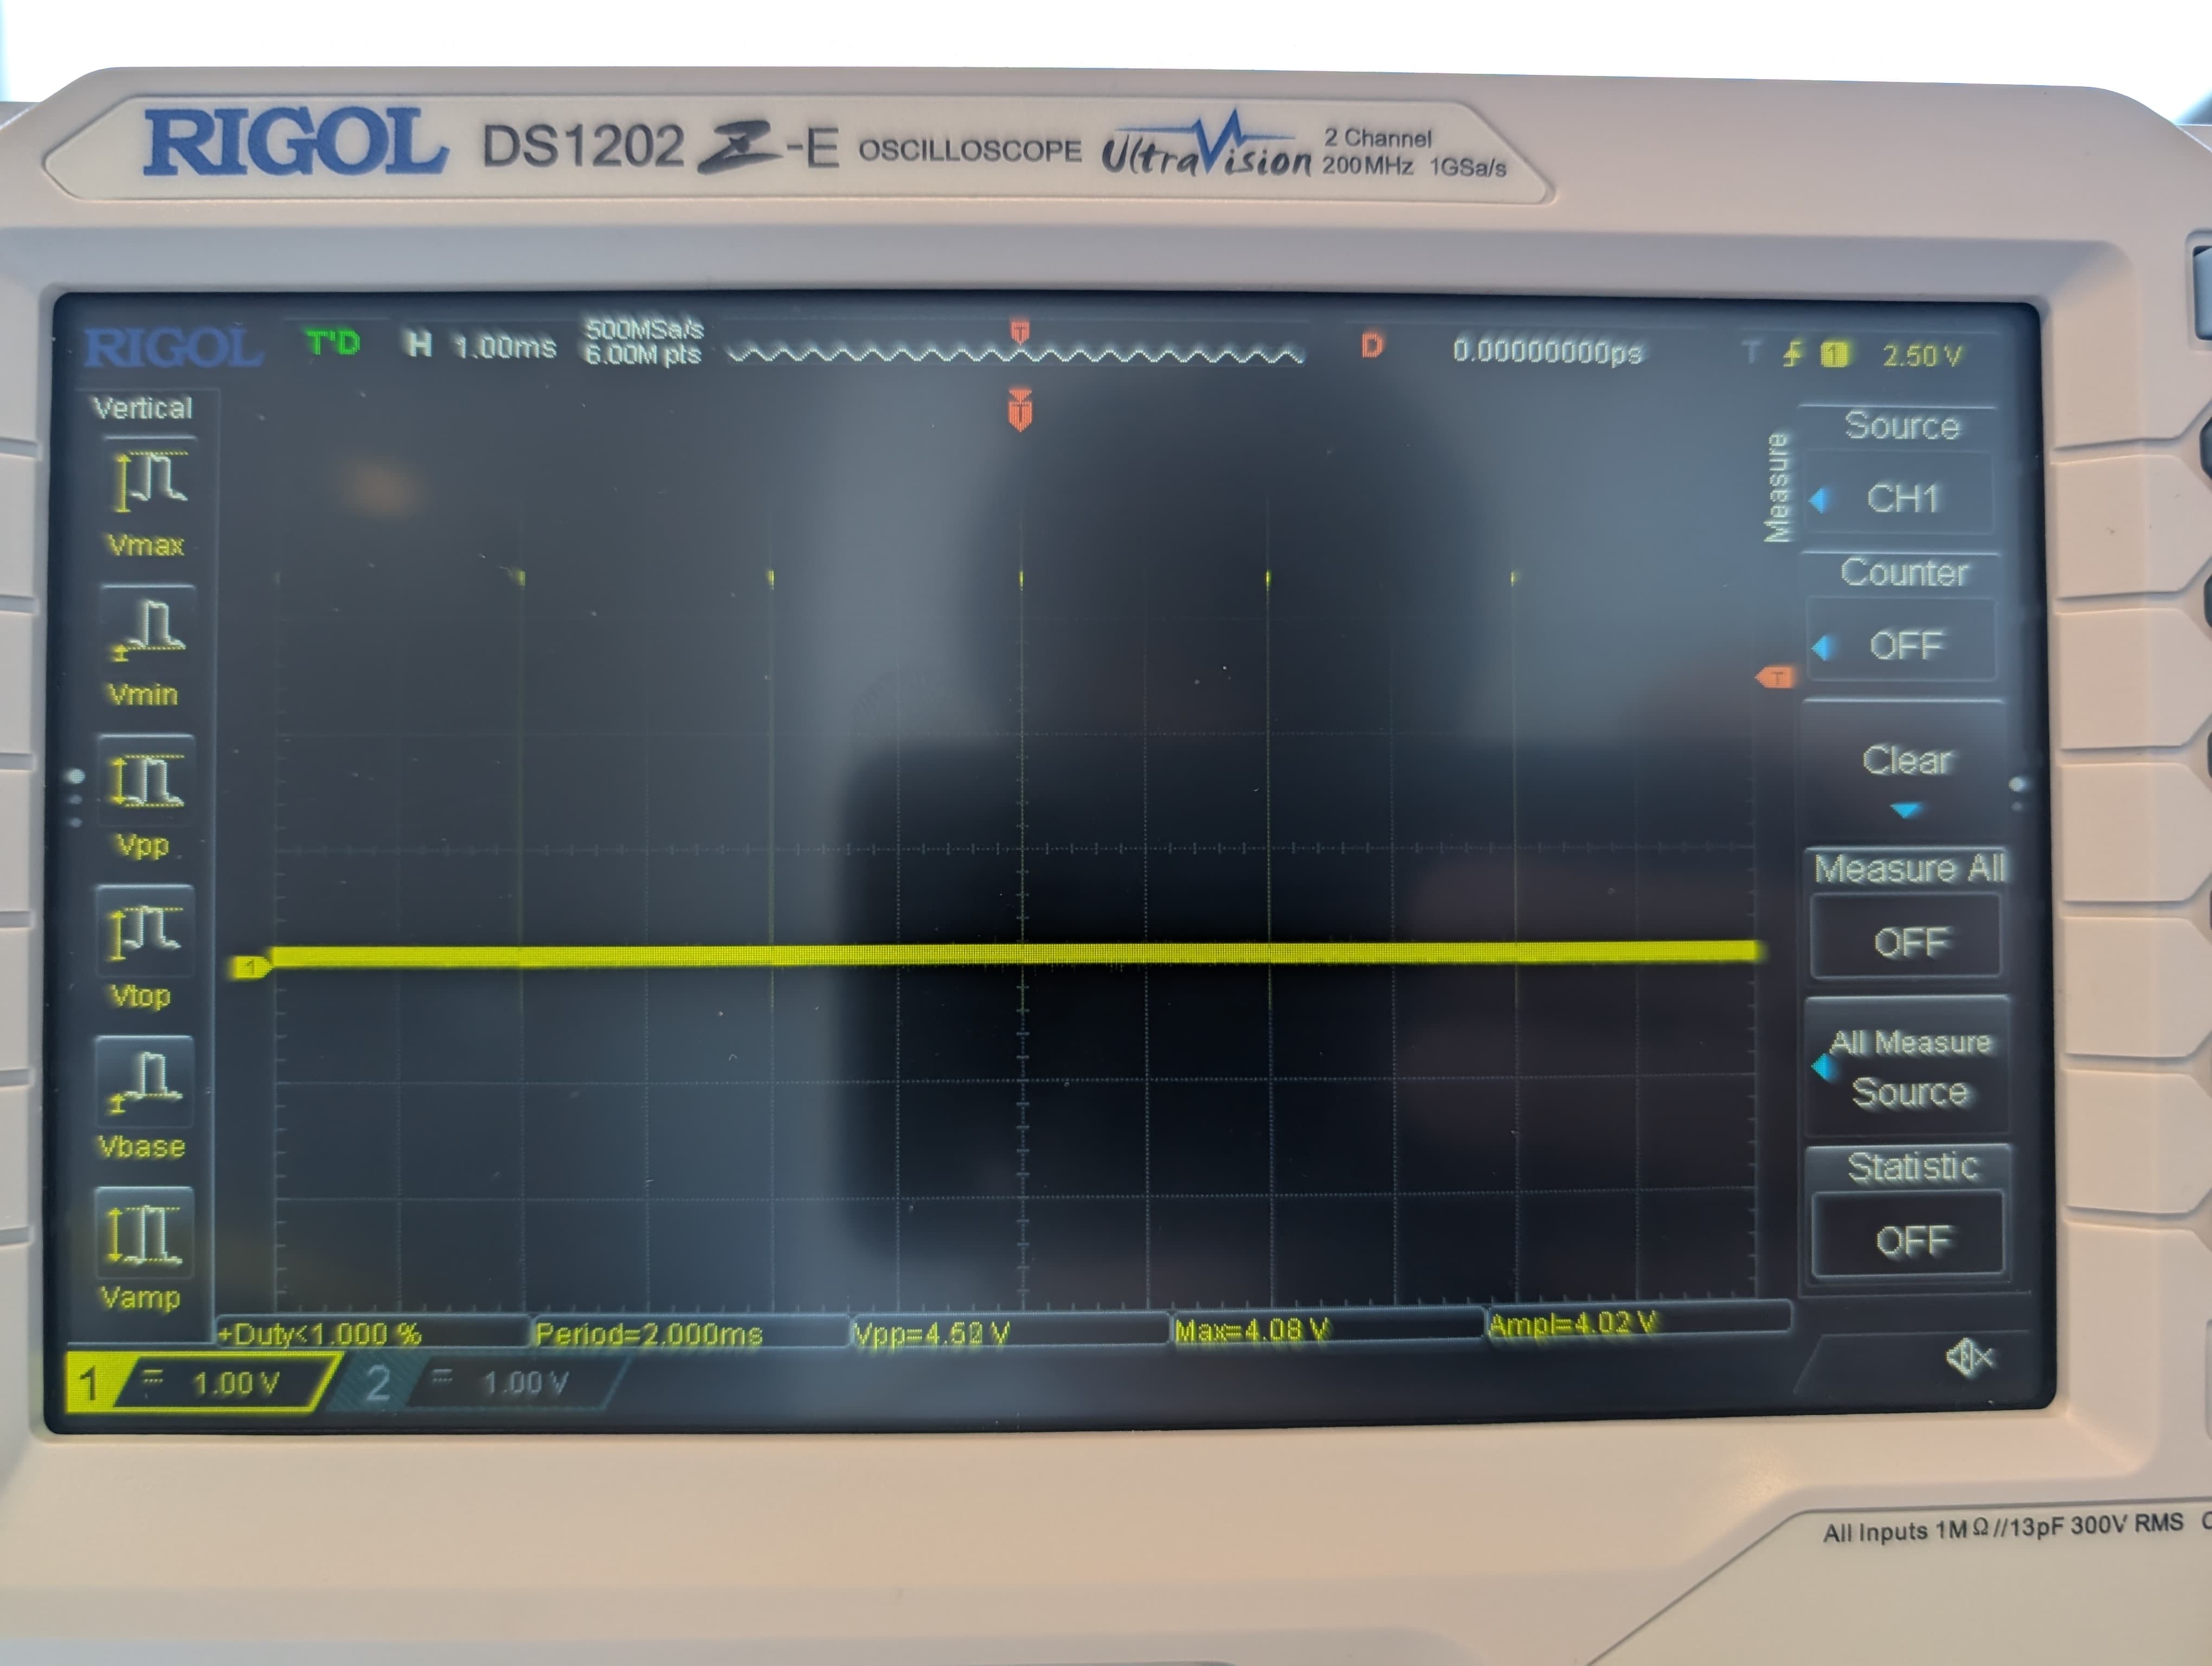 RIGOL DS1202 Z-E OSCILLOSCOPE UltraVision 2 Channel
200MHz 1GSa/s
RIGOL T'D H 1.00ms 500MSa/s
6.00M pts
D 0.00000000ps T 1 2.50 V
T
T
Vertical
Vmax
Vmin
Vpp
Vtop
Vbase
Vamp
1
T
Measure
Source
CH1
Counter
OFF
Clear
Measure All
OFF
All Measure
Source
Statistic
OFF
+Duty<1.000 % Period=2.000ms Max=4.08 V Ampl=4.02 V
1 1.00 V 2 1.00 V
All Inputs 1MΩ//13pF 300V RMS